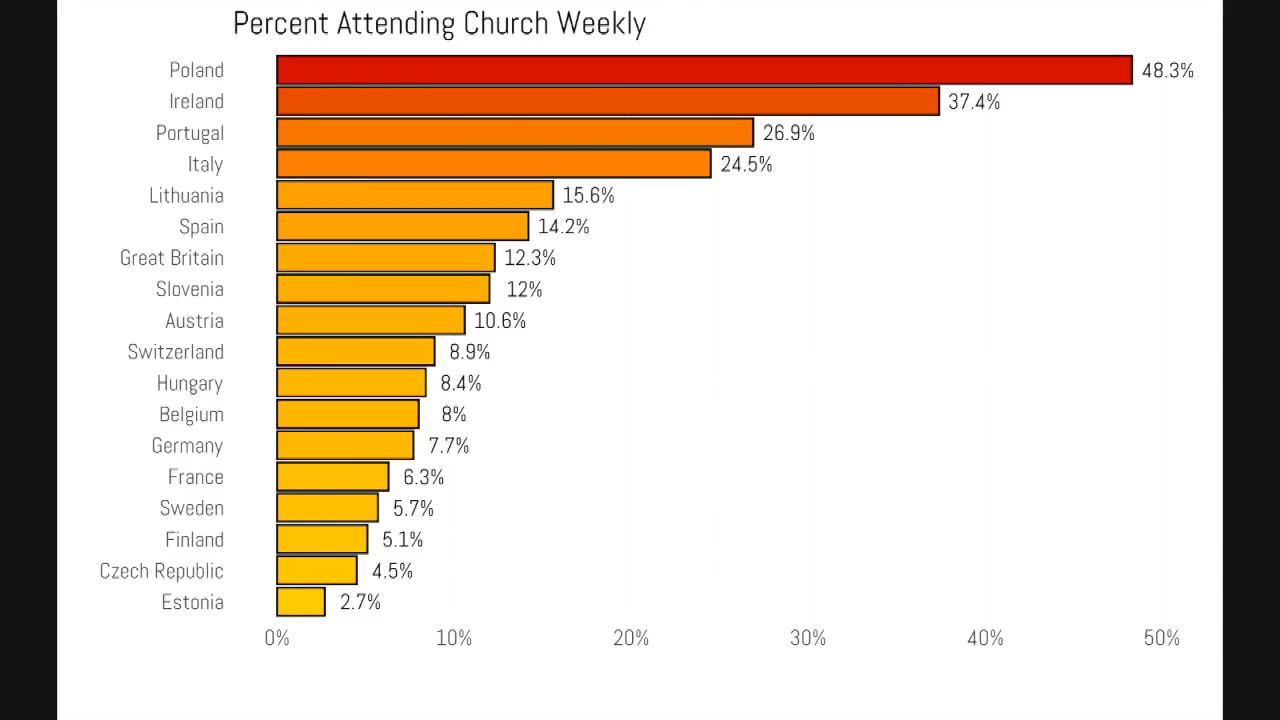 Percent Attending Church Weekly
Poland 48.3%
Ireland 37.4%
Portugal 26.9%
Italy 24.5%
Lithuania 15.6%
Spain 14.2%
Great Britain 12.3%
Slovenia 12%
Austria 10.6%
Switzerland 8.9%
Hungary 8.4%
Belgium 8%
Germany 7.7%
France 6.3%
Sweden 5.7%
Finland 5.1%
Czech Republic 4.5%
Estonia 2.7%
0% 10% 20% 30% 40% 50%